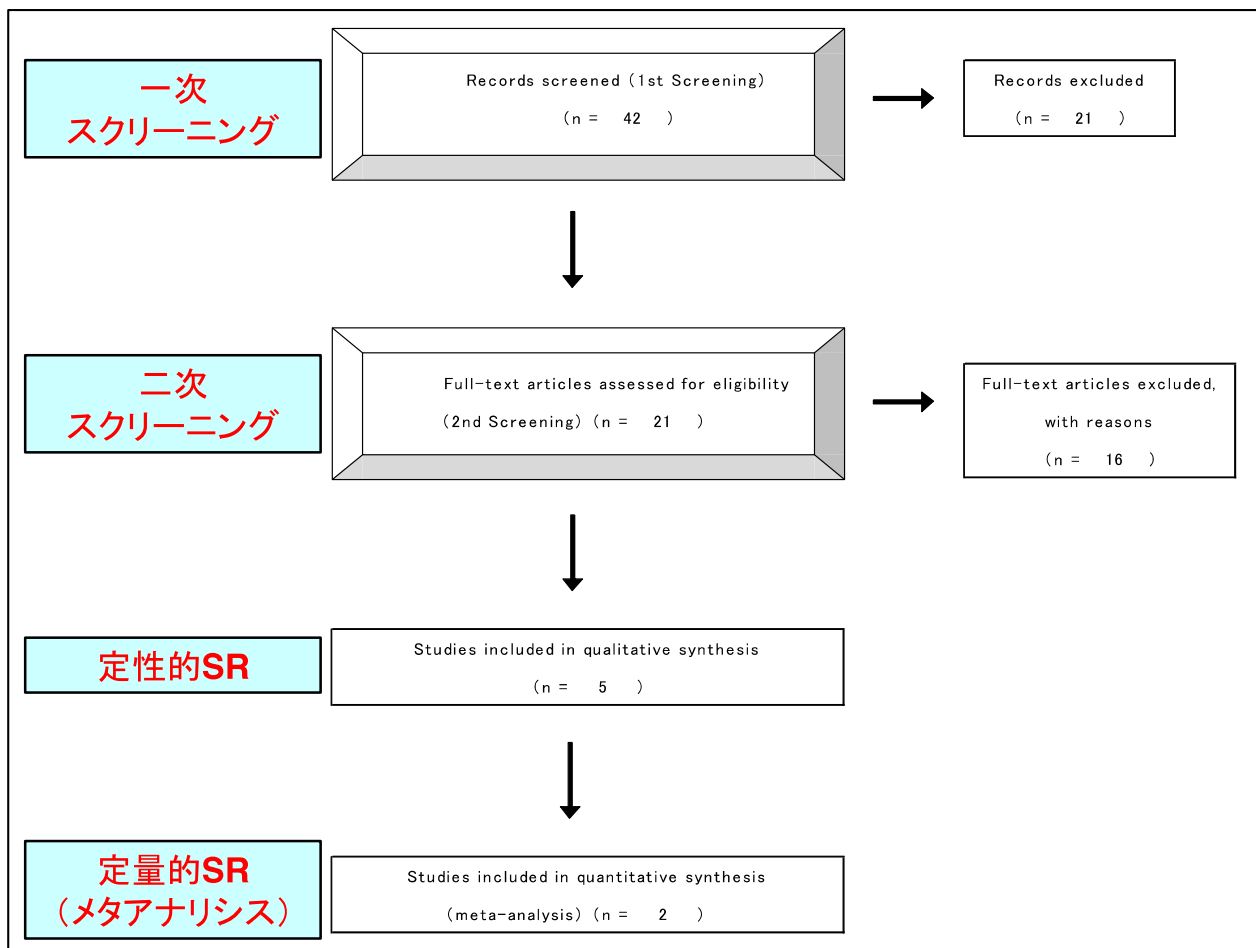 一次
スクリーニング
Records screened (1st Screening)
(n = 42 )
Records excluded
(n = 21 )
二次
スクリーニング
Full-text articles assessed for eligibility
(2nd Screening) (n = 21 )
Full-text articles excluded,
with reasons
(n = 16 )
定性的SR
Studies included in qualitative synthesis
(n = 5 )
定量的SR
（メタアナリシス）
Studies included in quantitative synthesis
(meta-analysis) (n = 2 )